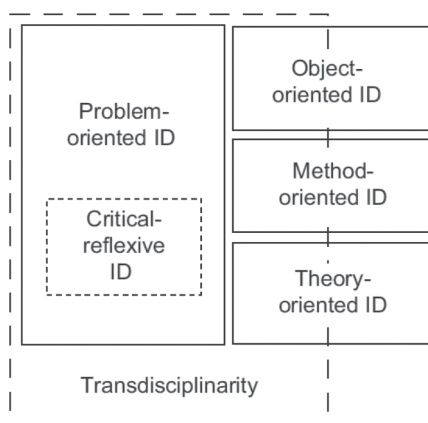 Problem-
oriented ID
Critical-
reflexive
ID
Object-
oriented ID
Method-
oriented ID
Theory-
oriented ID
Transdisciplinarity